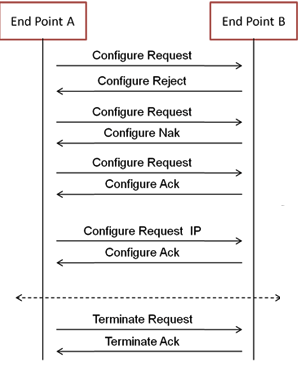 End Point A
End Point B
Configure Request
Configure Reject
Configure Request
Configure Nak
Configure Request
Configure Ack
Configure Request IP
Configure Ack
Terminate Request
Terminate Ack